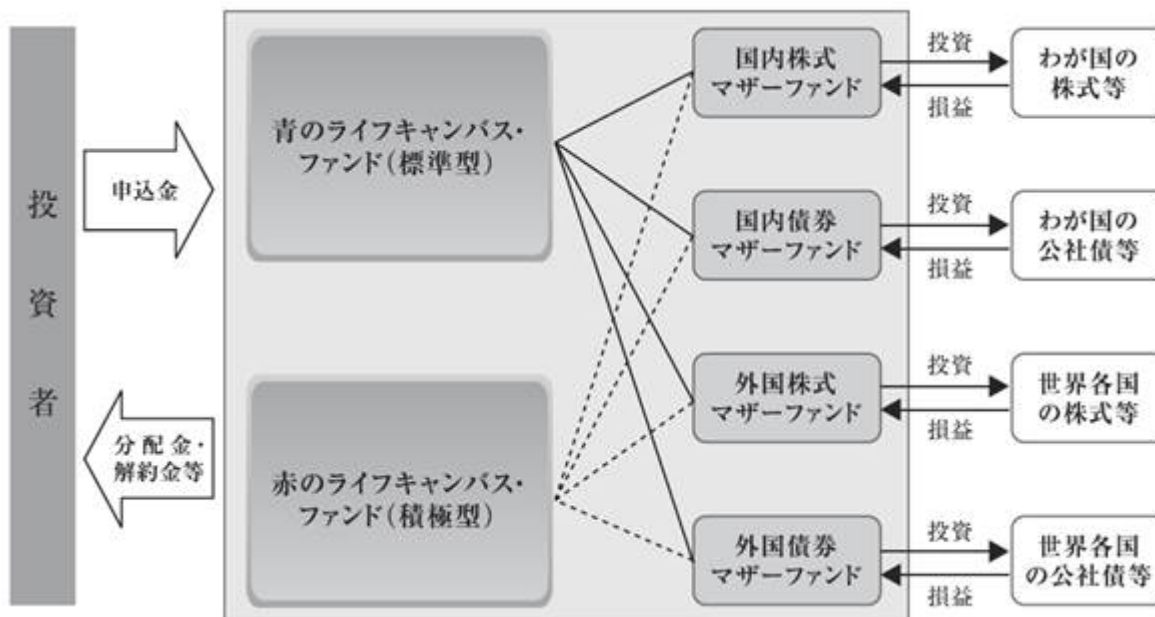 投資者
申込金
分配金・
解約金等
青のライフキャンバス・
ファンド(標準型)
赤のライフキャンバス・
ファンド(積極型)
国内株式
マザーファンド
投資
損益
わが国の
株式等
国内債券
マザーファンド
投資
損益
わが国の
公社債等
外国株式
マザーファンド
投資
損益
世界各国
の株式等
外国債券
マザーファンド
投資
損益
世界各国
の公社債等